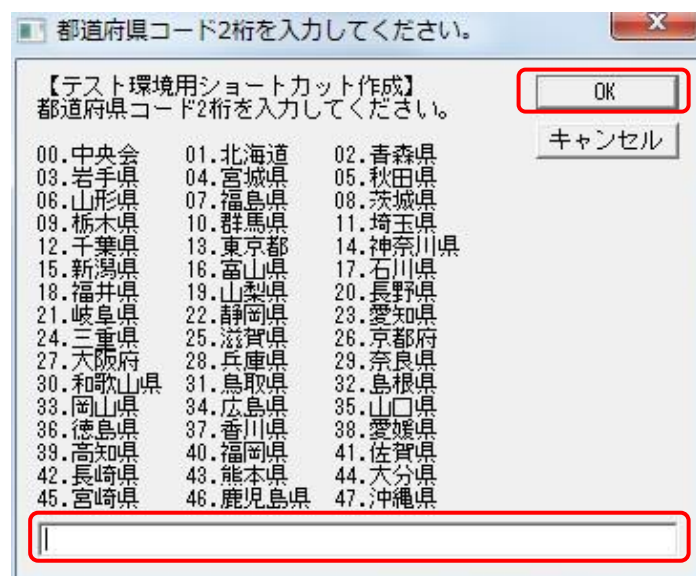 都道府県コード2桁を入力してください。
【テスト環境用ショートカット作成】
都道府県コード2桁を入力してください。
OK
キャンセル
00.中央会 01.北海道 02.青森県
03.岩手県 04.宮城県 05.秋田県
06.山形県 07.福島県 08.茨城県
09.栃木県 10.群馬県 11.埼玉県
12.千葉県 13.東京都 14.神奈川県
15.新潟県 16.富山県 17.石川県
18.福井県 19.山梨県 20.長野県
21.岐阜県 22.静岡県 23.愛知県
24.三重県 25.滋賀県 26.京都府
27.大阪府 28.兵庫県 29.奈良県
30.和歌山県 31.鳥取県 32.島根県
33.岡山県 34.広島県 35.山口県
36.徳島県 37.香川県 38.愛媛県
39.高知県 40.福岡県 41.佐賀県
42.長崎県 43.熊本県 44.大分県
45.宮崎県 46.鹿児島県 47.沖縄県